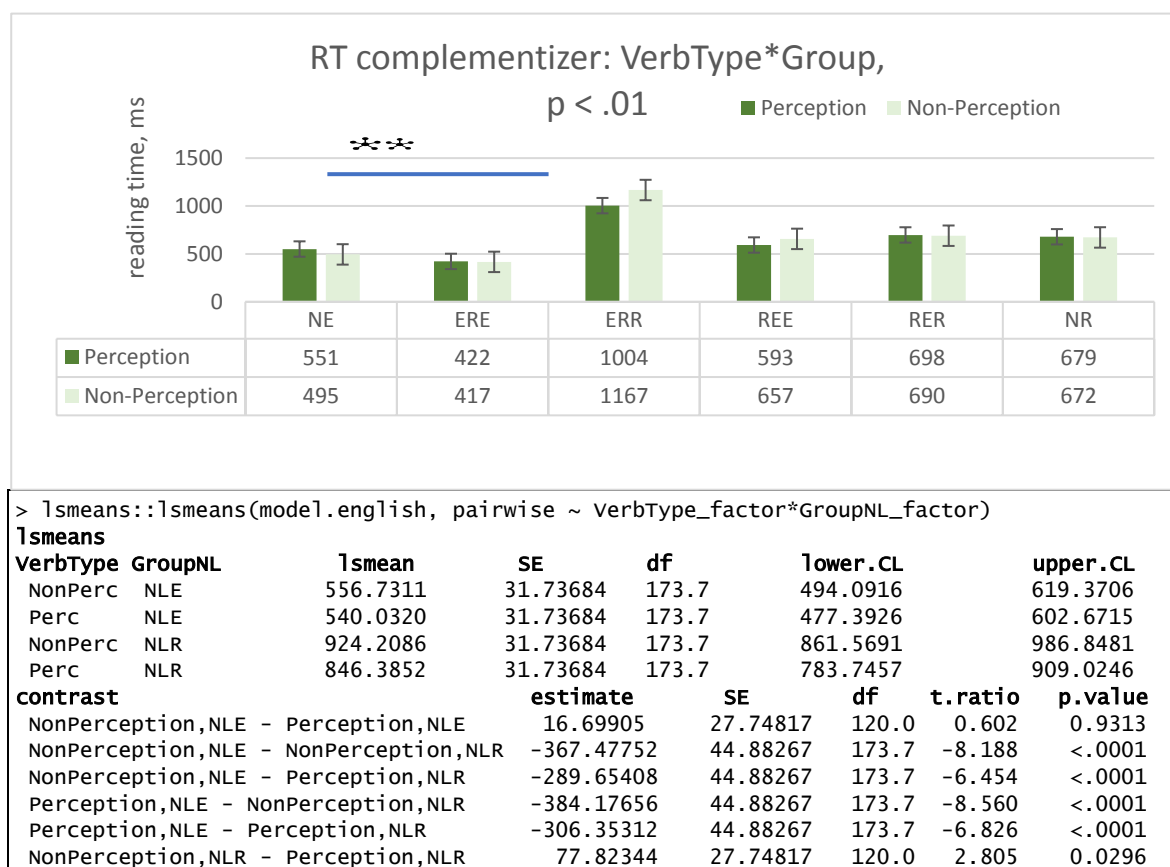 RT complementizer: VerbType*Group,
p < .01
Perception Non-Perception
**
reading time, ms
1500
1000
500
0
NE ERE ERR REE RER NR
Perception 551 422 1004 593 698 679
Non-Perception 495 417 1167 657 690 672
> lsmeans::lsmeans(model.english, pairwise ~ VerbType_factor*GroupNL_factor)
lsmeans
VerbType GroupNL lsmean SE df lower.CL upper.CL
NonPerc NLE 556.7311 31.73684 173.7 494.0916 619.3706
Perc NLE 540.0320 31.73684 173.7 477.3926 602.6715
NonPerc NLR 924.2086 31.73684 173.7 861.5691 986.8481
Perc NLR 846.3852 31.73684 173.7 783.7457 909.0246
contrast estimate SE df t.ratio p.value
NonPerception,NLE - Perception,NLE 16.69905 27.74817 120.0 0.602 0.9313
NonPerception,NLE - NonPerception,NLR -367.47752 44.88267 173.7 -8.188 <.0001
NonPerception,NLE - Perception,NLR -289.65408 44.88267 173.7 -6.454 <.0001
Perception,NLE - NonPerception,NLR -384.17656 44.88267 173.7 -8.560 <.0001
Perception,NLE - Perception,NLR -306.35312 44.88267 173.7 -6.826 <.0001
NonPerception,NLR - Perception,NLR 77.82344 27.74817 120.0 2.805 0.0296